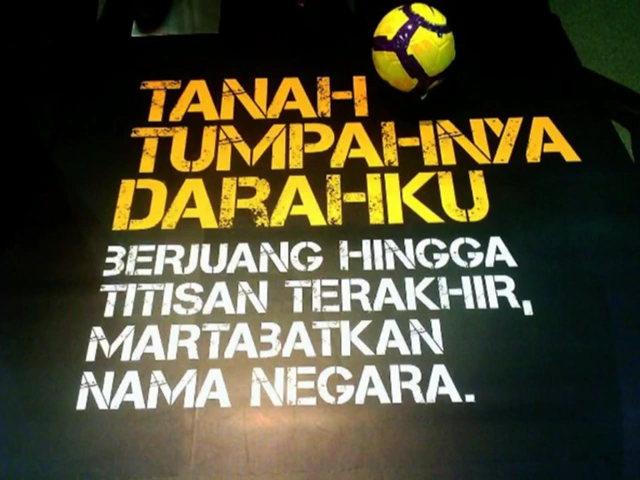 TANAH
TUMPAHNYA
DARAHKU
BERJUANG HINGGA
TITISAN TERAKHIR,
MARTABATKAN
NAMA NEGARA.